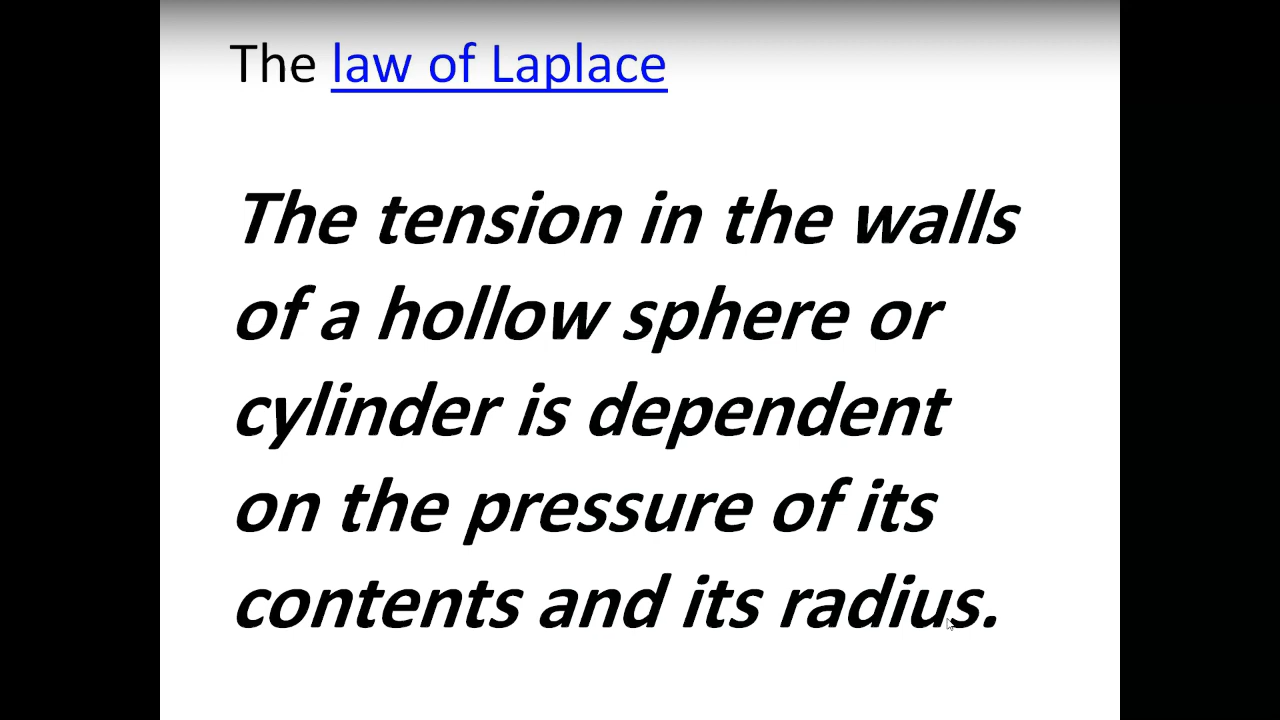 The law of Laplace
The tension in the walls
of a hollow sphere or
cylinder is dependent
on the pressure of its
contents and its radius.